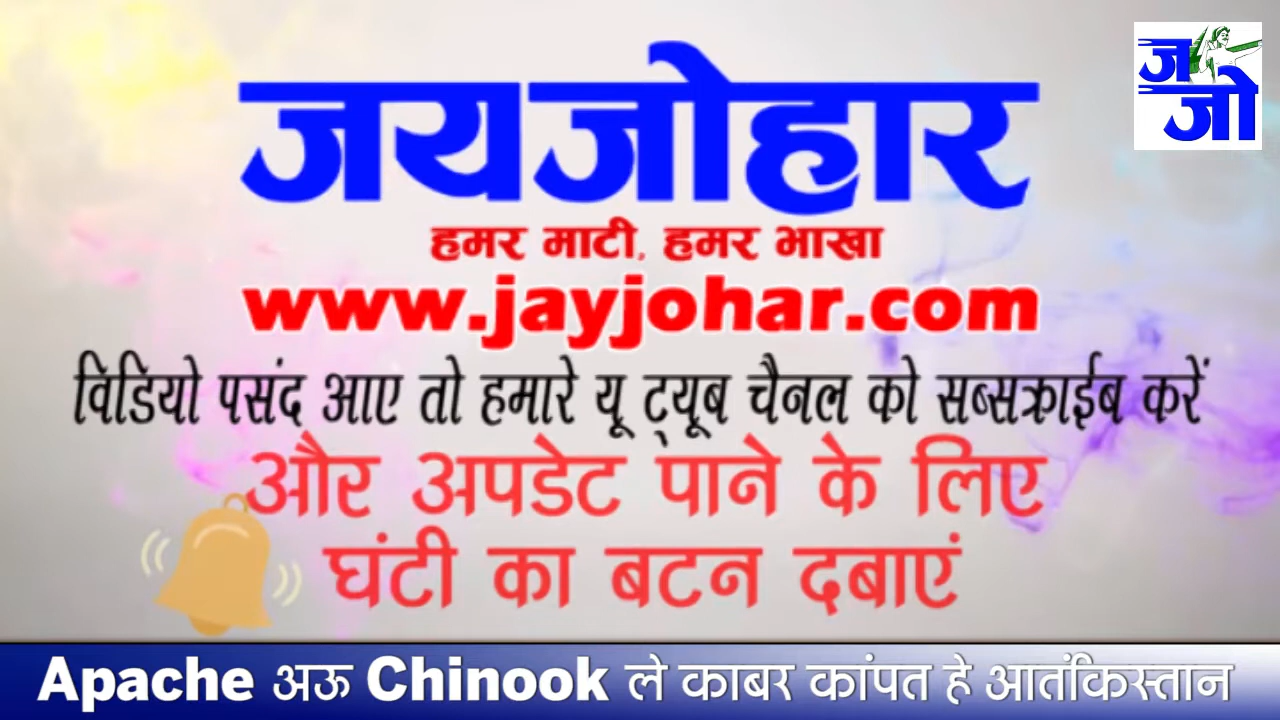 जयजोहार
ज
जो
हमर माटी, हमर भाखा
www.jayjohar.com
विडियो पसंद आए तो हमारे यू ट्यूब चैनल को सब्सक्राईब करें
और अपडेट पाने के लिए
घंटी का बटन दबाएं
Apache अऊ Chinook ले काबर कांपत हे आतंकिस्तान